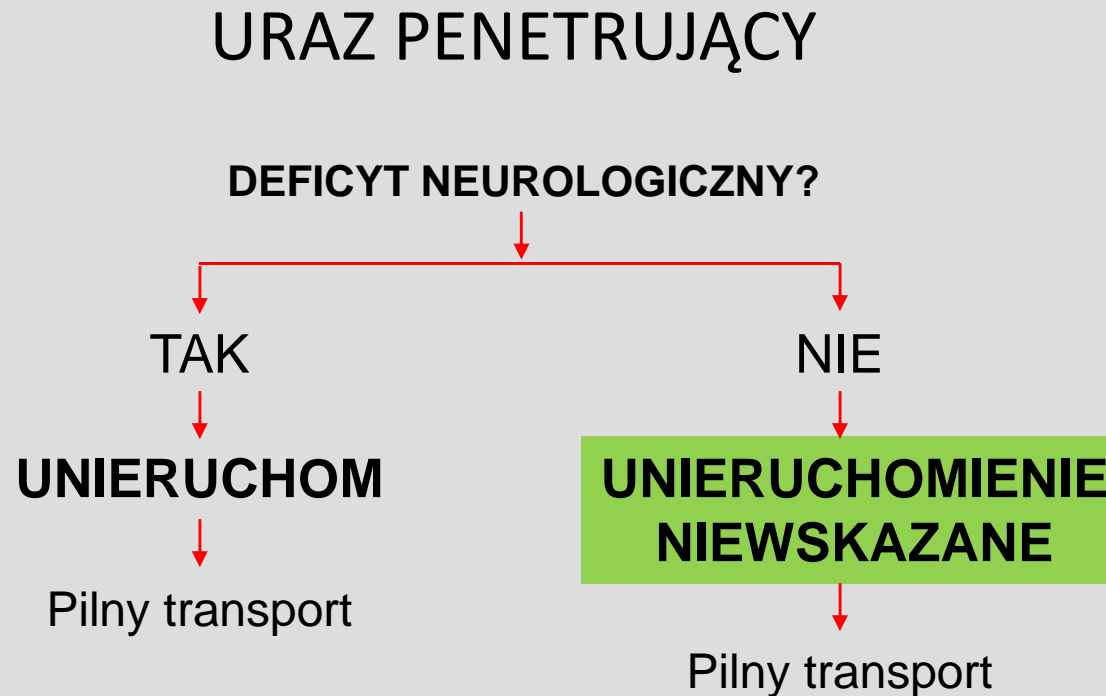 URAZ PENETRUJĄCY
DEFICYT NEUROLOGICZNY?
TAK
NIE
UNIERUCHOM
UNIERUCHOMIENIE
NIEWSKAZANE
Pilny transport
Pilny transport